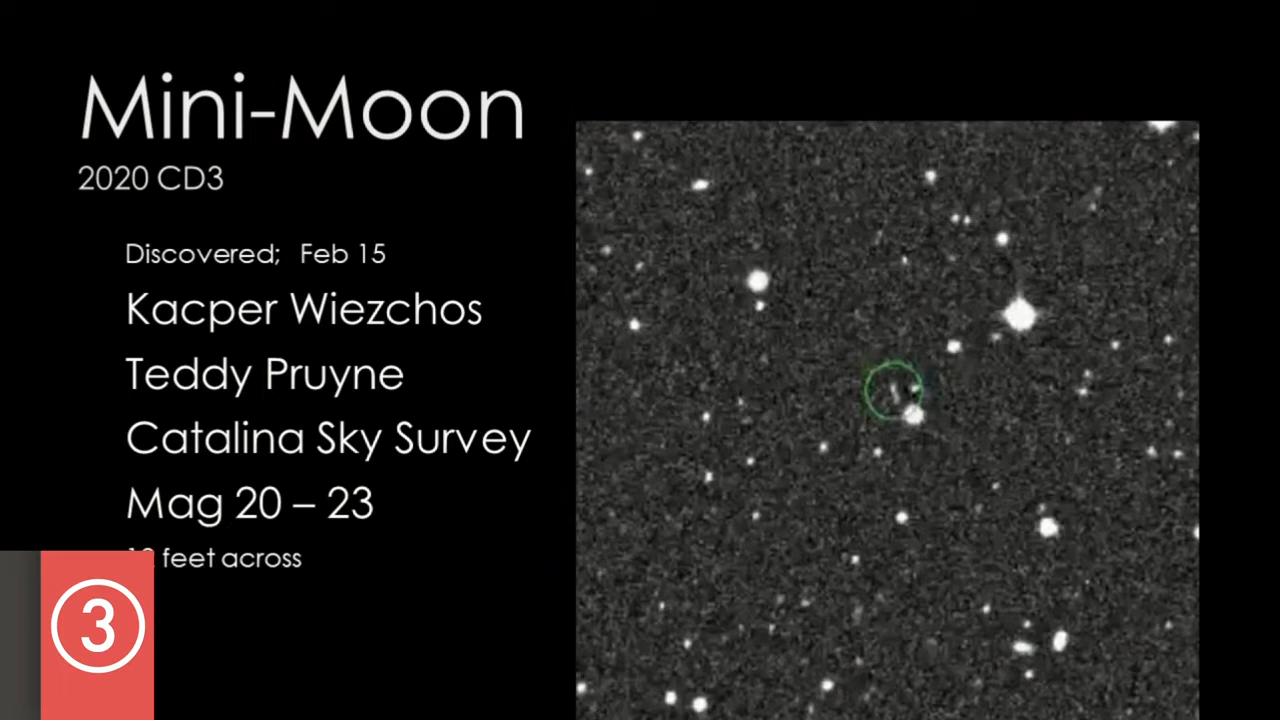 Mini-Moon
2020 CD3
Discovered; Feb 15
Kacper Wiezchos
Teddy Pruyne
Catalina Sky Survey
Mag 20 – 23
feet across
3